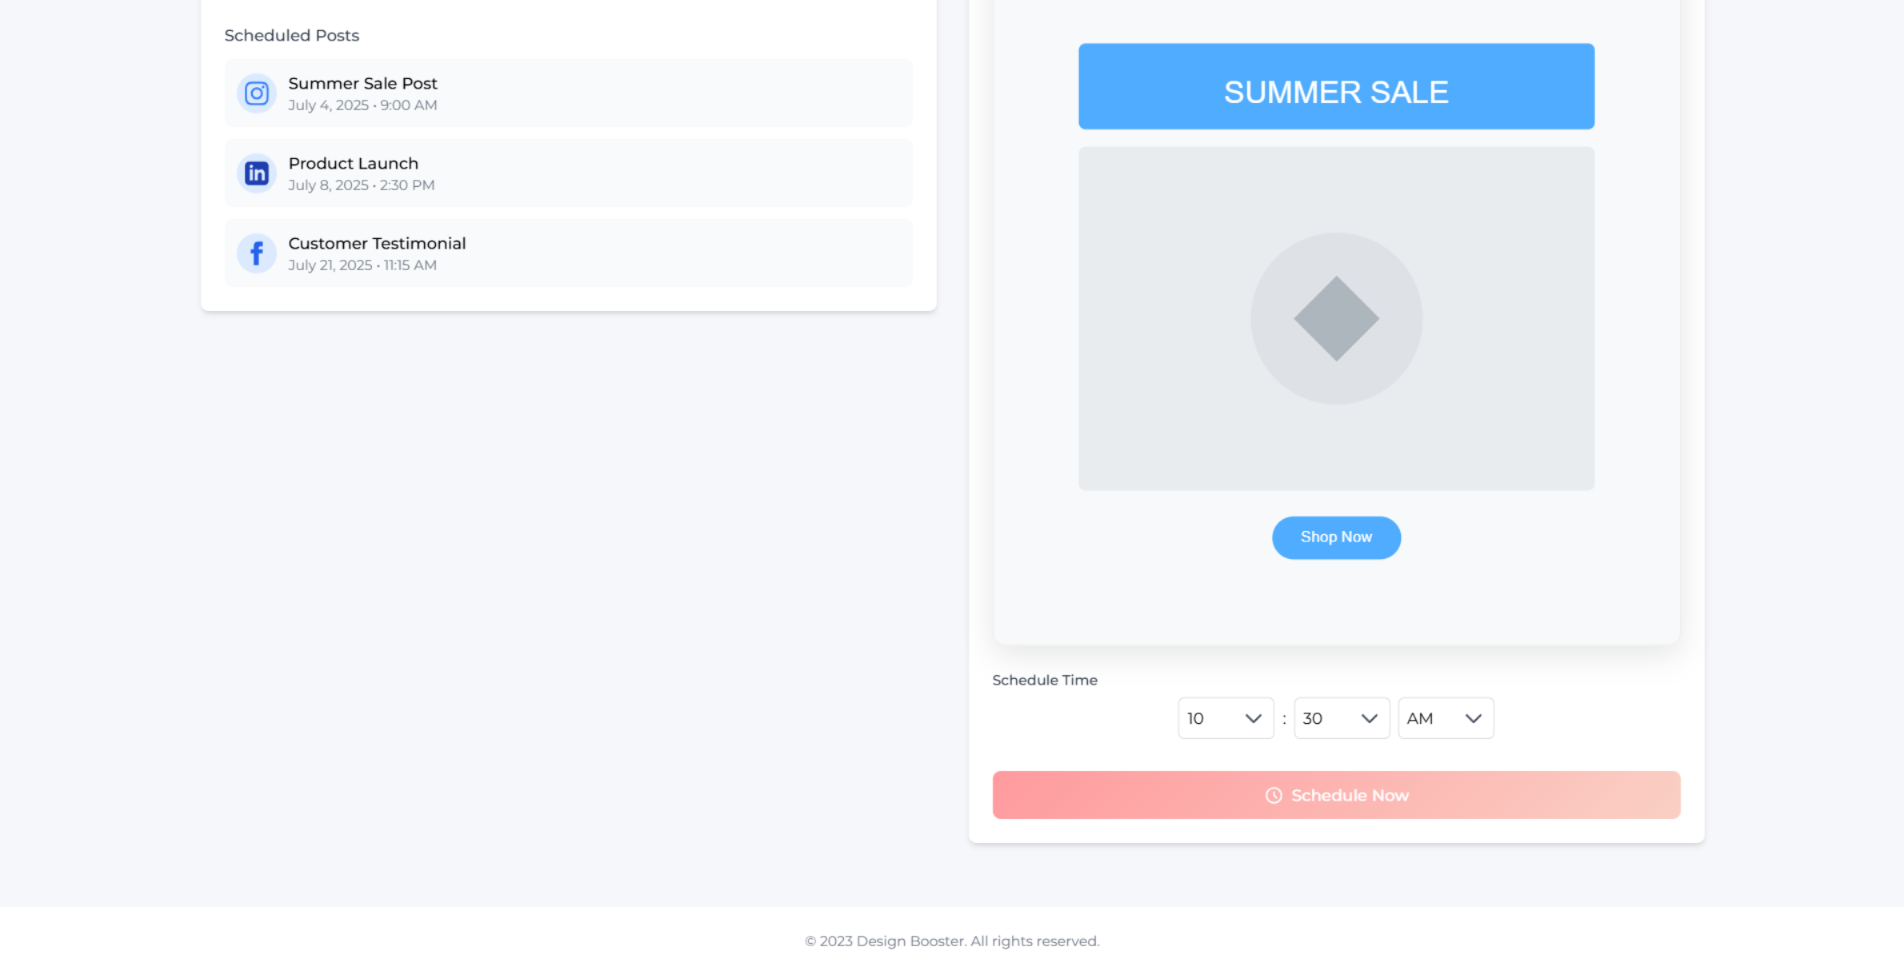 Scheduled Posts
Summer Sale Post
July 4, 2025 • 9:00 AM
in
Product Launch
July 8, 2025 • 2:30 PM
f
Customer Testimonial
July 21, 2025 • 11:15 AM
SUMMER SALE
Shop Now
Schedule Time
10 : 30 AM
Schedule Now
© 2023 Design Booster. All rights reserved.